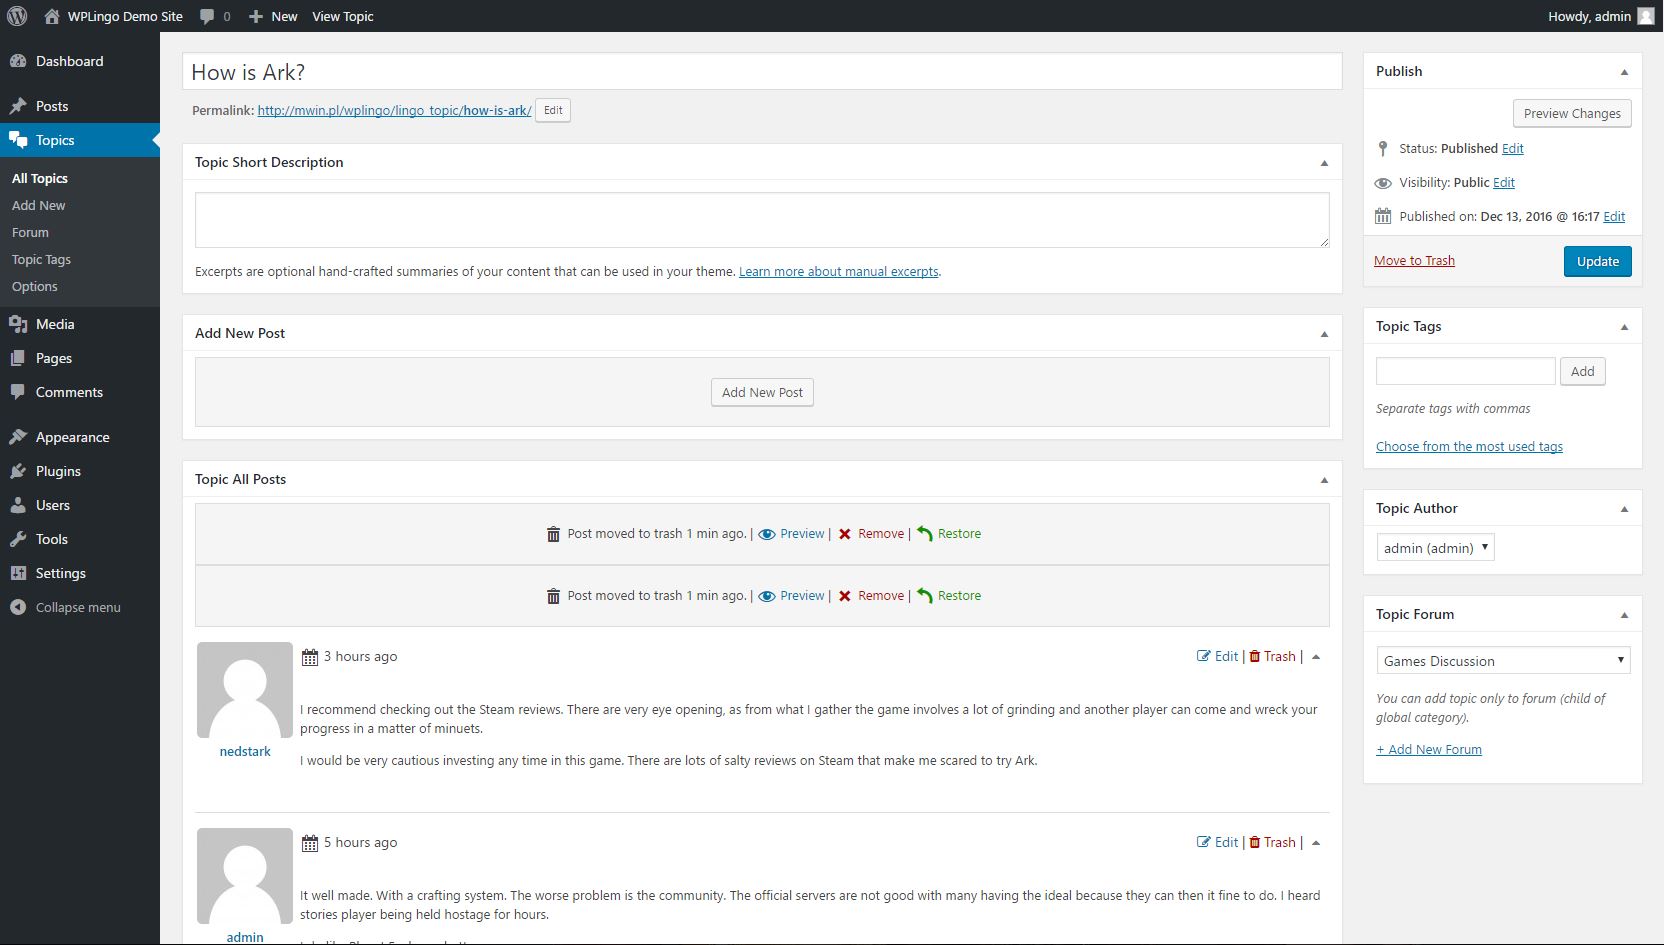 WPLingo Demo Site 0 New View Topic Howdy, admin
Dashboard
Posts
Topics
All Topics
Add New
Forum
Topic Tags
Options
Media
Pages
Comments
Appearance
Plugins
Users
Tools
Settings
Collapse menu
How is Ark?
Permalink: http://mwin.pl/wplingo/lingo_topic/how-is-ark/ Edit
Topic Short Description
Excerpts are optional hand-crafted summaries of your content that can be used in your theme. Learn more about manual excerpts.
Add New Post
Add New Post
Topic All Posts
Post moved to trash 1 min ago. | Preview | Remove | Restore
Post moved to trash 1 min ago. | Preview | Remove | Restore
3 hours ago Edit | Trash |
nedstark
I recommend checking out the Steam reviews. There are very eye opening, as from what I gather the game involves a lot of grinding and another player can come and wreck your
progress in a matter of minuets.
I would be very cautious investing any time in this game. There are lots of salty reviews on Steam that make me scared to try Ark.
5 hours ago Edit | Trash |
admin
It well made. With a crafting system. The worse problem is the community. The official servers are not good with many having the ideal because they can then it fine to do. I heard
stories player being held hostage for hours.
Publish
Preview Changes
Status: Published Edit
Visibility: Public Edit
Published on: Dec 13, 2016 @ 16:17 Edit
Move to Trash Update
Topic Tags
Add
Separate tags with commas
Choose from the most used tags
Topic Author
admin (admin)
Topic Forum
Games Discussion
You can add topic only to forum (child of
global category).
+ Add New Forum